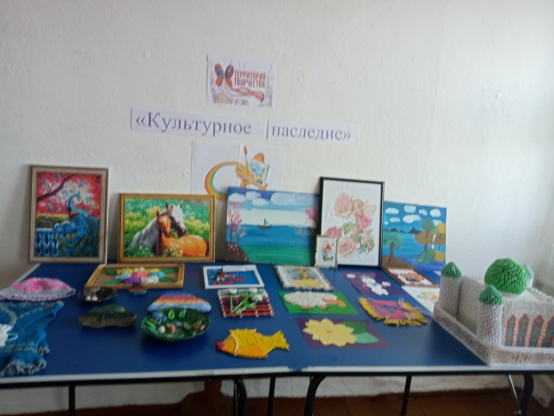 ТЕРРИТОРИЯ
ТВОРЧЕСТВА
«Культурное наследие»